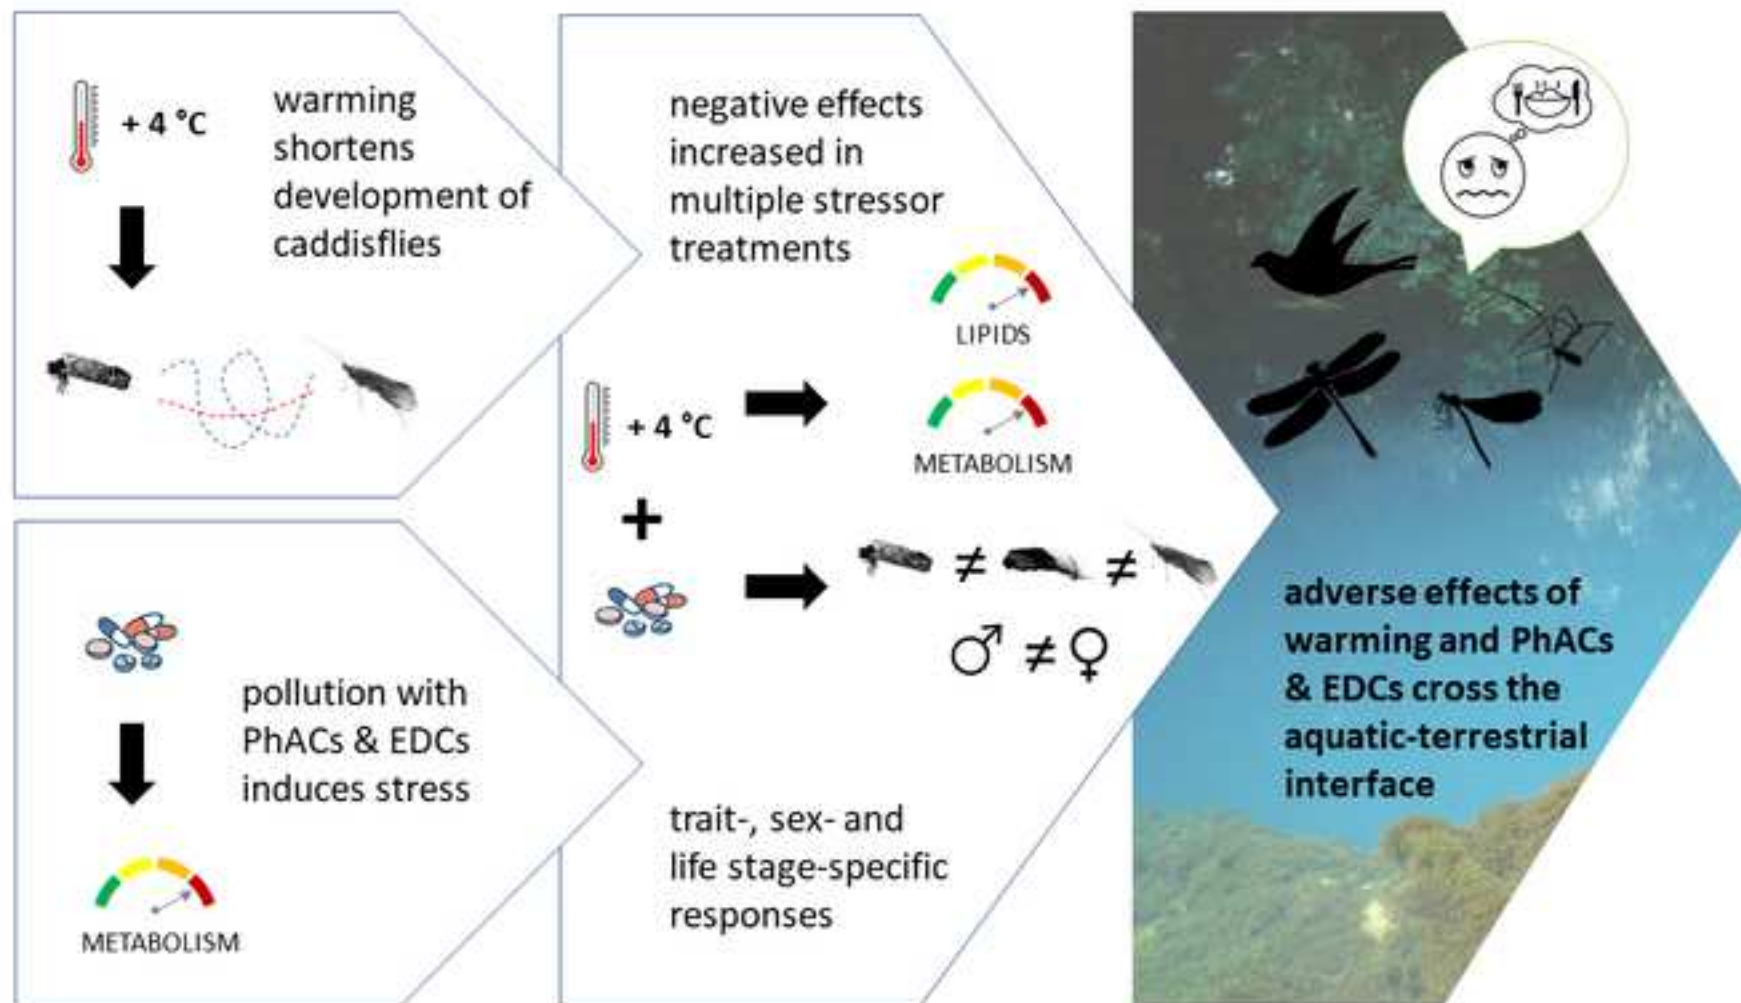 + 4 °C
warming
shortens
development of
caddisflies
pollution with
PhACs & EDCs
induces stress
METABOLISM
negative effects
increased in
multiple stressor
treatments
LIPIDS
METABOLISM
+ 4 °C
+
≠ ≠
♂ ≠ ♀
trait-, sex- and
life stage-specific
responses
adverse effects of
warming and PhACs
& EDCs cross the
aquatic-terrestrial
interface